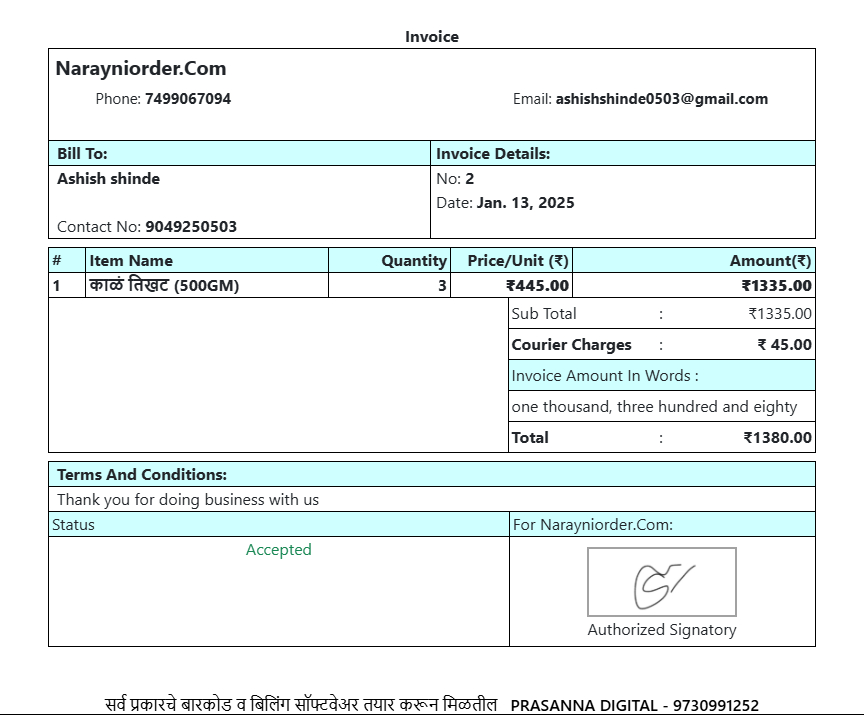 Invoice
Narayniorder.Com
Phone: 7499067094 Email: ashishshinde0503@gmail.com
Bill To: Invoice Details:
Ashish shinde No: 2
Date: Jan. 13, 2025
Contact No: 9049250503
# Item Name Quantity Price/Unit (₹) Amount(₹)
1 काळं तिखट (500GM) 3 ₹445.00 ₹1335.00
Sub Total : ₹1335.00
Courier Charges : ₹ 45.00
Invoice Amount In Words :
one thousand, three hundred and eighty
Total : ₹1380.00
Terms And Conditions:
Thank you for doing business with us
Status For Narayniorder.Com:
Accepted
Authorized Signatory
सर्व प्रकारचे बारकोड व बिलिंग सॉफ्टवेअर तयार करून मिळतील PRASANNA DIGITAL - 9730991252